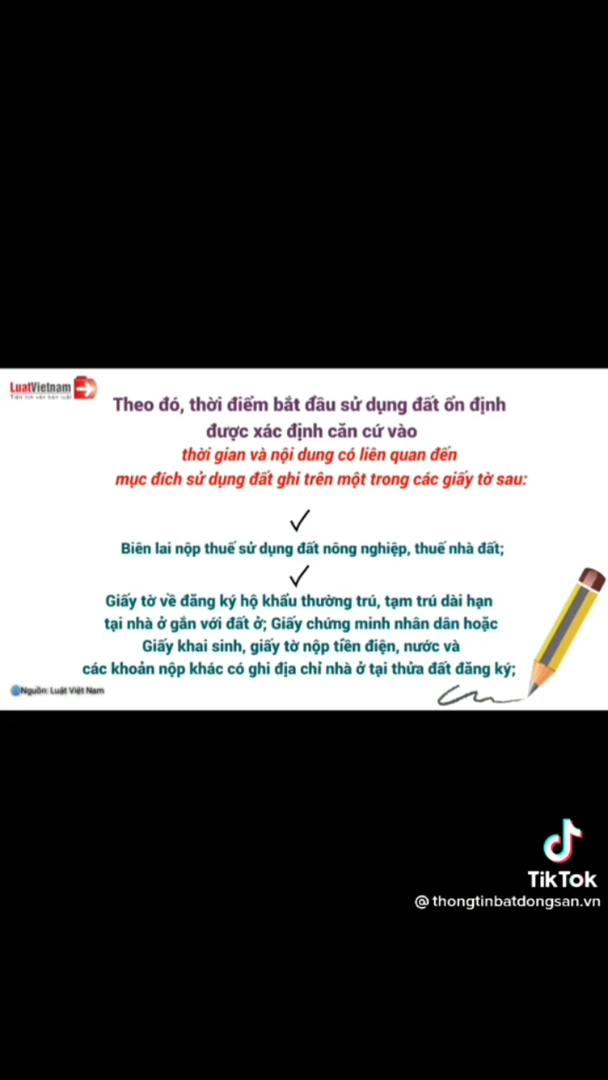 LuatVietnam
Tiện ích văn bản luật
Theo đó, thời điểm bắt đầu sử dụng đất ổn định
được xác định căn cứ vào
thời gian và nội dung có liên quan đến
mục đích sử dụng đất ghi trên một trong các giấy tờ sau:
Biên lai nộp thuế sử dụng đất nông nghiệp, thuế nhà đất;
Giấy tờ về đăng ký hộ khẩu thường trú, tạm trú dài hạn
tại nhà ở gắn với đất ở; Giấy chứng minh nhân dân hoặc
Giấy khai sinh, giấy tờ nộp tiền điện, nước và
các khoản nộp khác có ghi địa chỉ nhà ở tại thửa đất đăng ký;
Nguồn: Luật Việt Nam
TikTok
@thongtinbatdongsan.vn